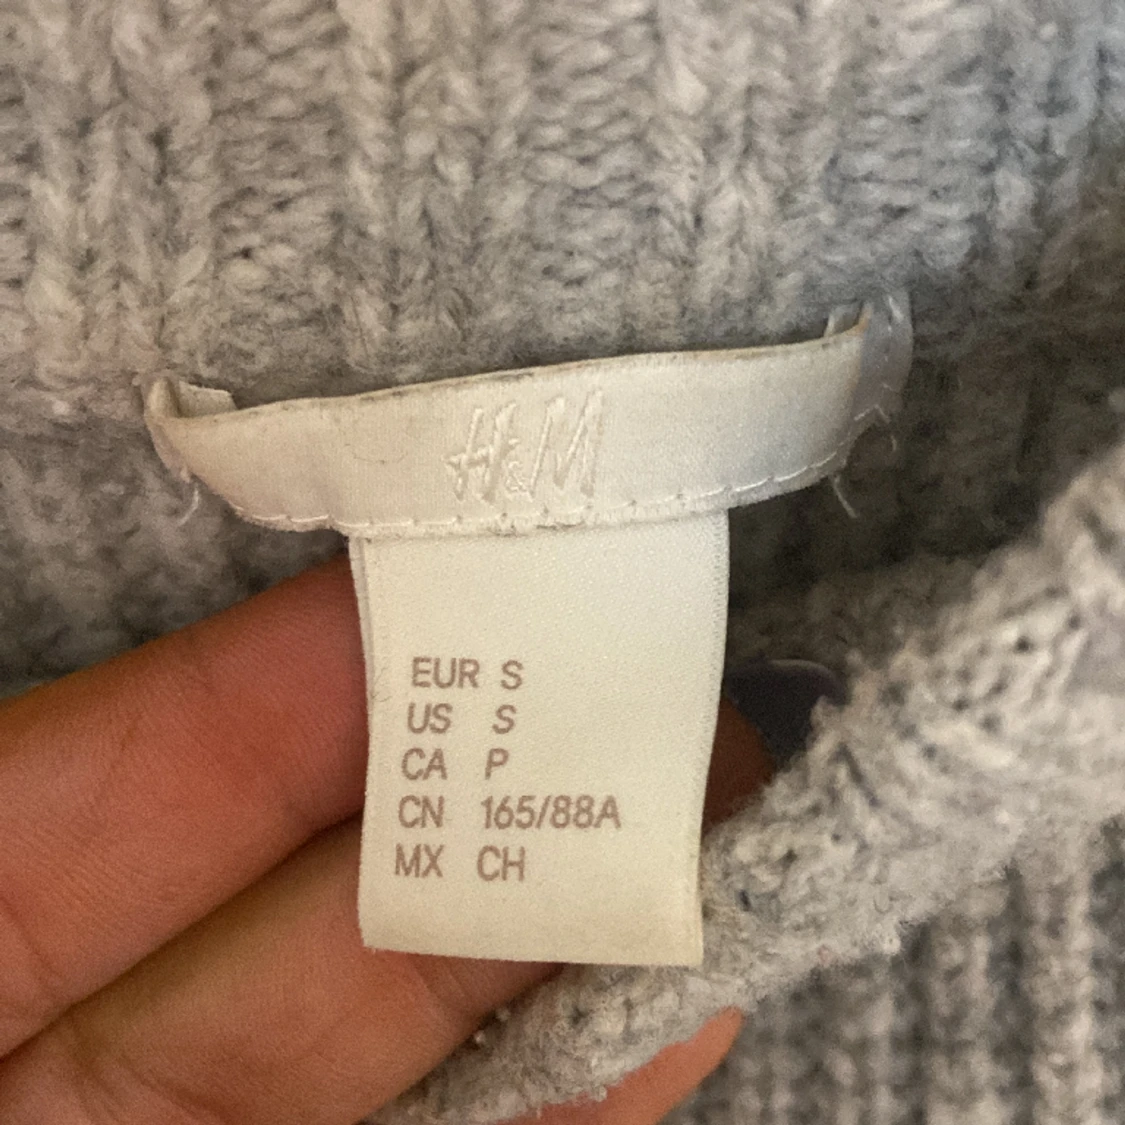 H&M
EUR S
US S
CA P
CN 165/88A
MX CH